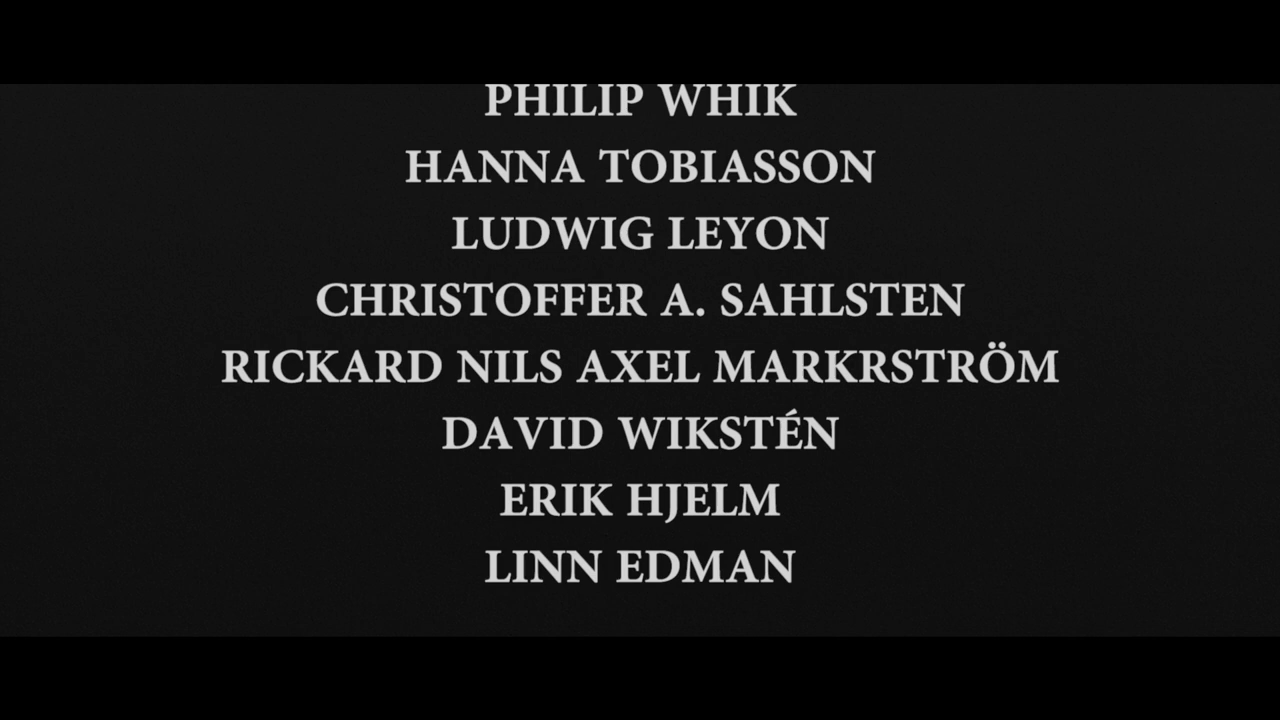 PHILIP WHIK
HANNA TOBIASSON
LUDWIG LEYON
CHRISTOFFER A. SAHLSTEN
RICKARD NILS AXEL MARKRSTRÖM
DAVID WIKSTÉN
ERIK HJELM
LINN EDMAN